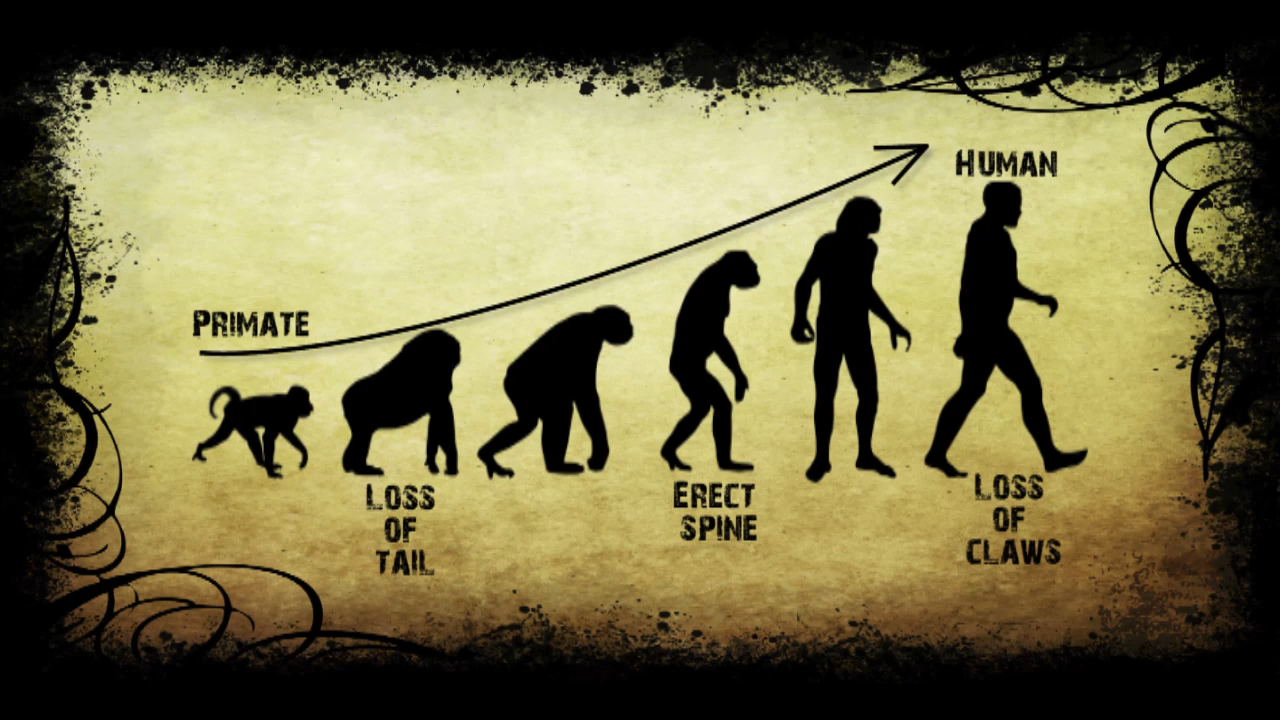 HUMAN
PRIMATE
LOSS
OF
TAIL
ERECT
SPINE
LOSS
OF
CLAWS